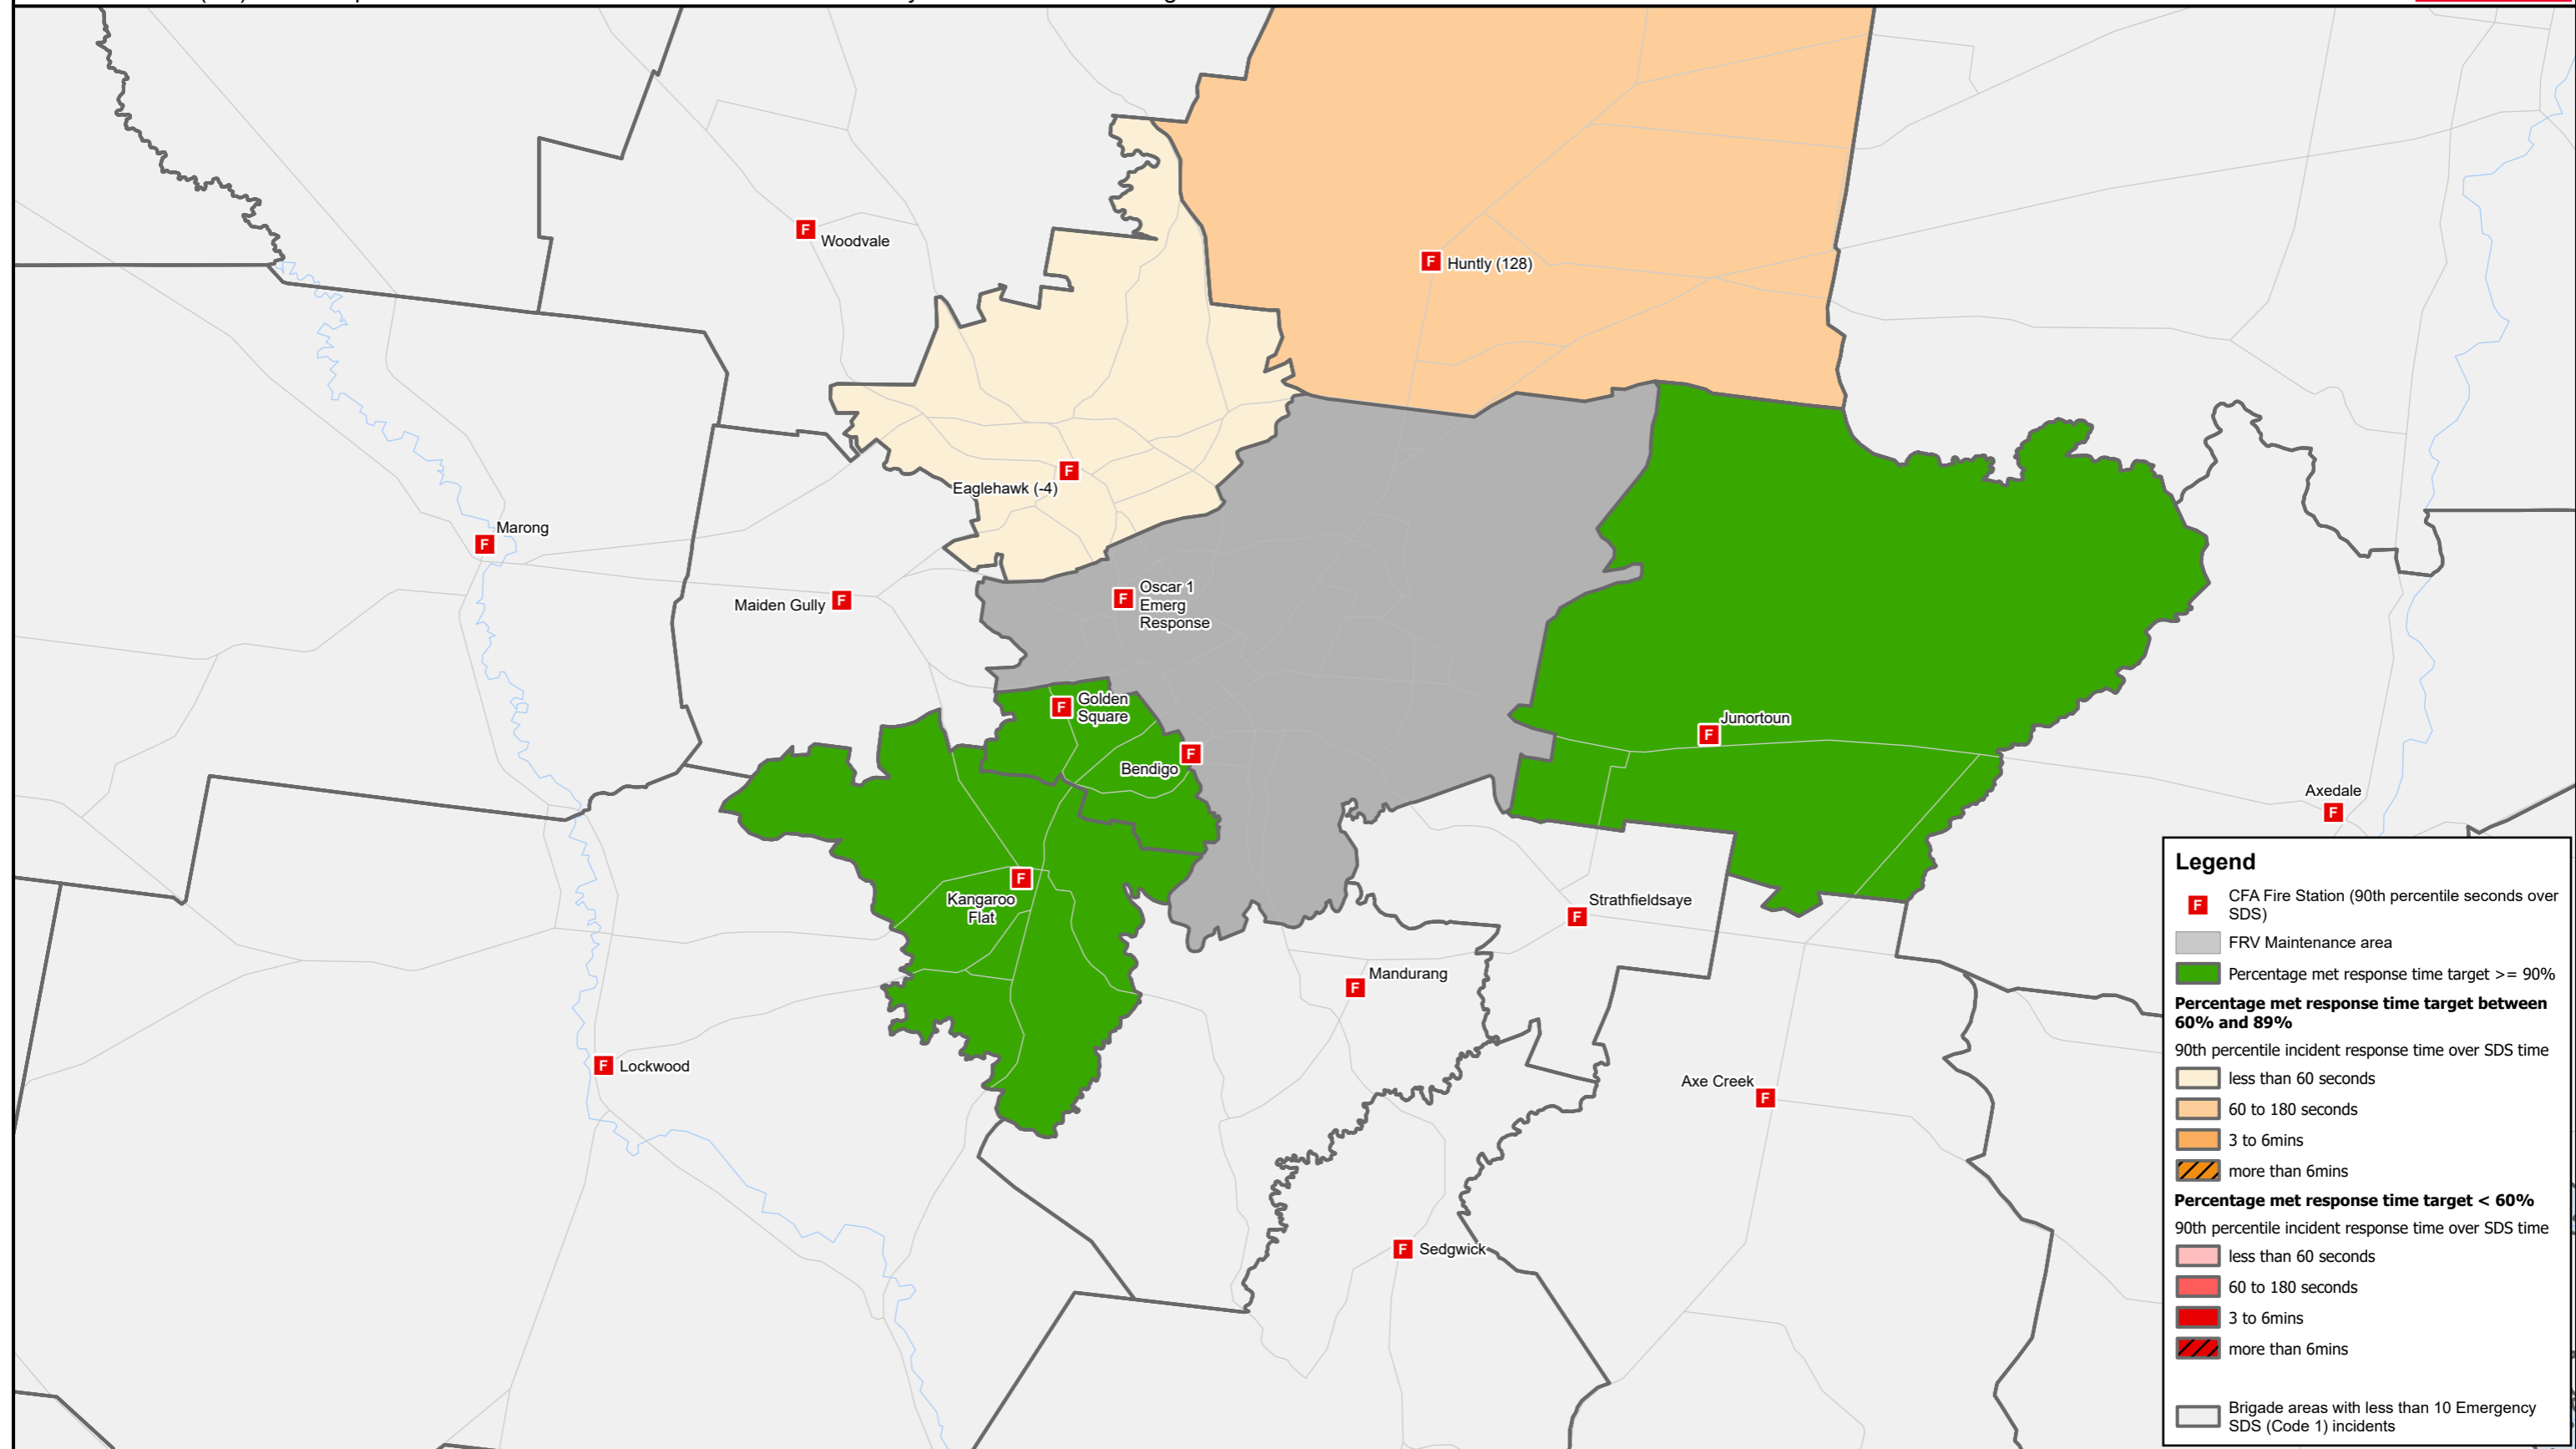 Woodvale
F
Huntly (128)
F
Eaglehawk (-4)
F
Marong
F
Maiden Gully
F
Oscar 1
Emerg
Response
F
Golden
Square
F
Bendigo
F
Junortoun
F
Axedale
F
Kangaroo
Flat
F
Strathfieldsaye
F
Mandurang
F
Lockwood
F
Axe Creek
F
Sedgwick
F
Legend
F
CFA Fire Station (90th percentile seconds over
SDS)
FRV Maintenance area
Percentage met response time target >= 90%
Percentage met response time target between
60% and 89%
90th percentile incident response time over SDS time
less than 60 seconds
60 to 180 seconds
3 to 6mins
more than 6mins
Percentage met response time target < 60%
90th percentile incident response time over SDS time
less than 60 seconds
60 to 180 seconds
3 to 6mins
more than 6mins
Brigade areas with less than 10 Emergency
SDS (Code 1) incidents